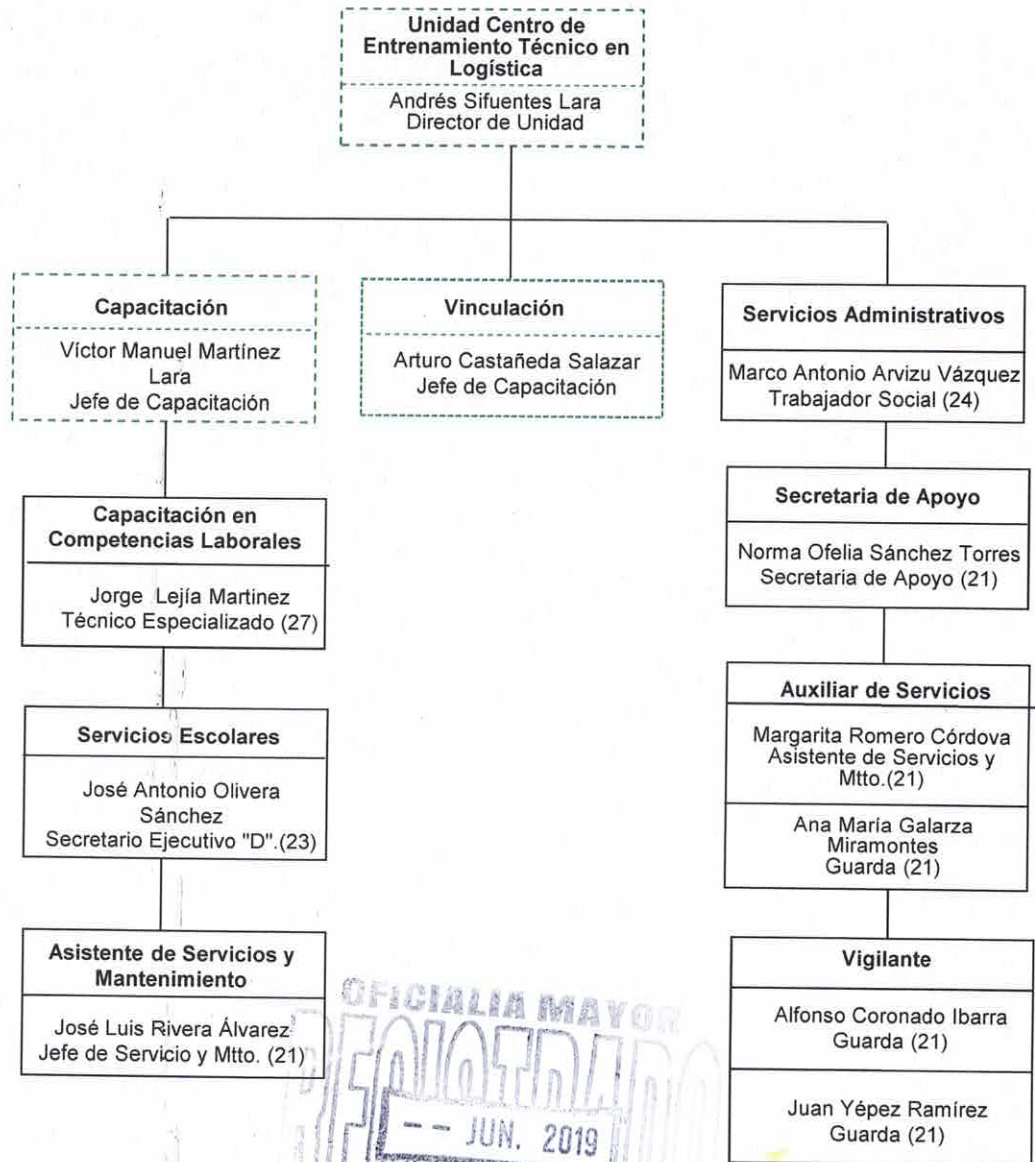 Unidad Centro de
Entrenamiento Técnico en
Logística
Andrés Sifuentes Lara
Director de Unidad
Capacitación
Víctor Manuel Martínez
Lara
Jefe de Capacitación
Vinculación
Arturo Castañeda Salazar
Jefe de Capacitación
Servicios Administrativos
Marco Antonio Arvizu Vázquez
Trabajador Social (24)
Capacitación en
Competencias Laborales
Jorge Lejía Martinez
Técnico Especializado (27)
Secretaria de Apoyo
Norma Ofelia Sánchez Torres
Secretaria de Apoyo (21)
Servicios Escolares
José Antonio Olivera
Sánchez
Secretario Ejecutivo "D".(23)
Auxiliar de Servicios
Margarita Romero Córdova
Asistente de Servicios y
Mtto.(21)
Ana María Galarza
Miramontes
Guarda (21)
Asistente de Servicios y
Mantenimiento
José Luis Rivera Álvarez
Jefe de Servicio y Mtto. (21)
Vigilante
Alfonso Coronado Ibarra
Guarda (21)
Juan Yépez Ramírez
Guarda (21)
OFICIALIA MAYOR
REGISTRADO
-- JUN. 2019